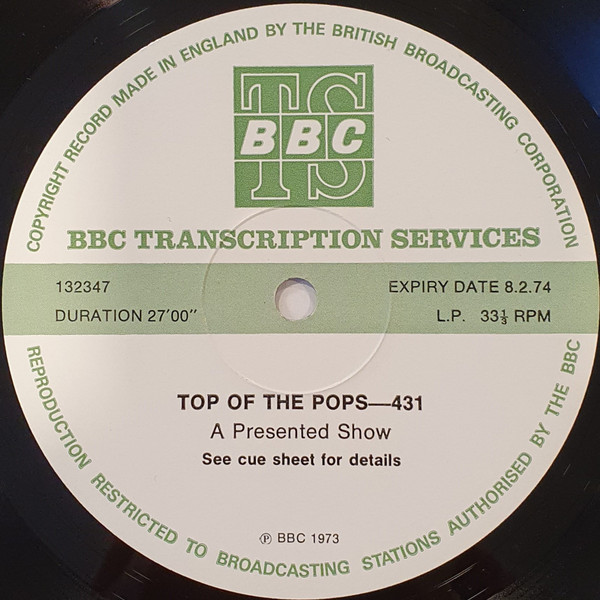 COPYRIGHT RECORD MADE IN ENGLAND BY THE BRITISH BROADCASTING CORPORATION
TS
BBC
BBC TRANSCRIPTION SERVICES
132347
EXPIRY DATE 8.2.74
DURATION 27'00"
L.P. 33⅓ RPM
TOP OF THE POPS—431
A Presented Show
See cue sheet for details
℗ BBC 1973
REPRODUCTION RESTRICTED TO BROADCASTING STATIONS AUTHORISED BY THE BBC